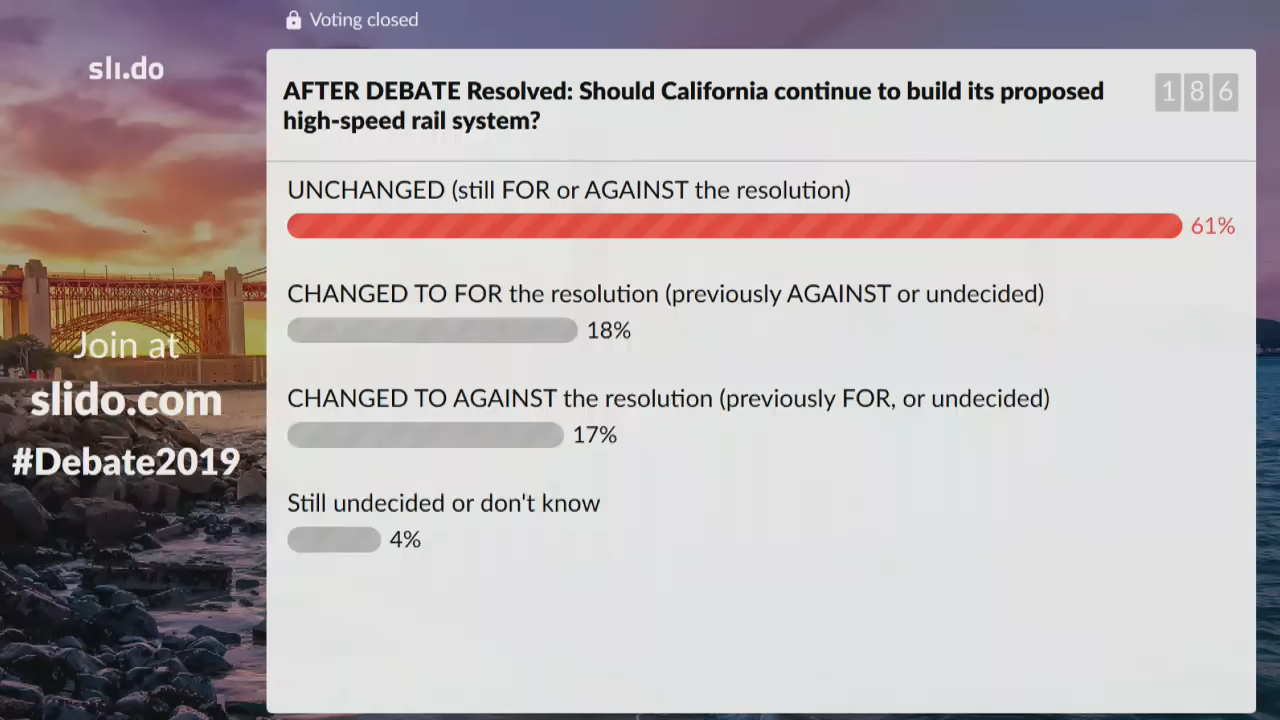 Voting closed
sli.do
AFTER DEBATE Resolved: Should California continue to build its proposed
high-speed rail system?
186
UNCHANGED (still FOR or AGAINST the resolution)
61%
CHANGED TO FOR the resolution (previously AGAINST or undecided)
18%
CHANGED TO AGAINST the resolution (previously FOR, or undecided)
17%
Still undecided or don't know
4%
Join at
slido.com
#Debate2019